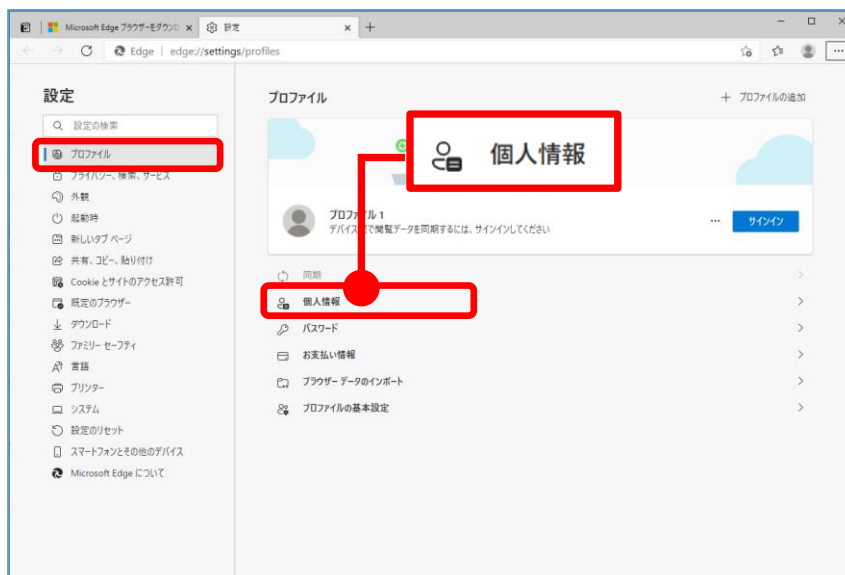 Microsoft Edge ブラウザーをダウンロ
設定
Edge | edge://settings/profiles
設定
設定の検索
プロファイル
プライバシー、検索、サービス
外観
起動時
新しいタブ ページ
共有、コピー、貼り付け
Cookie とサイトのアクセス許可
既定のブラウザー
ダウンロード
ファミリー セーフティ
言語
プリンター
システム
設定のリセット
スマートフォンとその他のデバイス
Microsoft Edge について
プロファイル
プロファイルの追加
個人情報
プロファイル 1
デバイス間で閲覧データを同期するには、サインインしてください
サインイン
同期
個人情報
パスワード
お支払い情報
ブラウザー データのインポート
プロファイルの基本設定